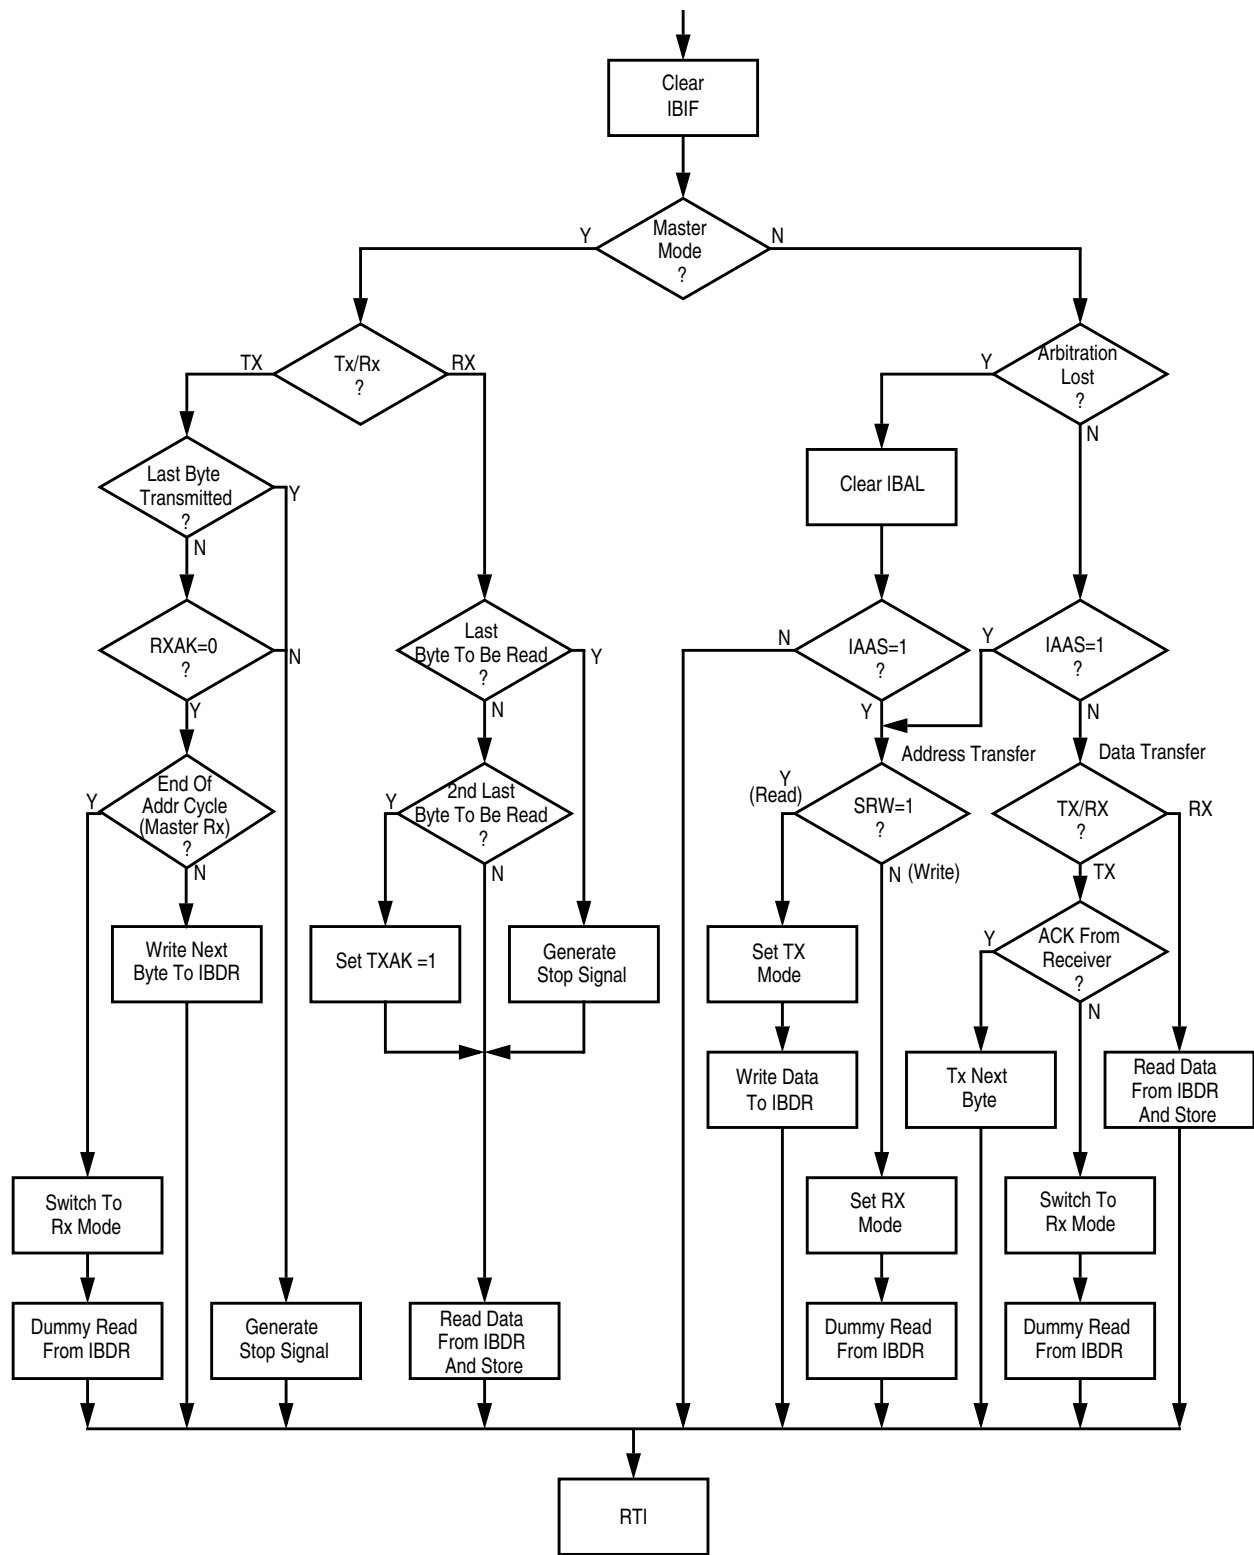 Clear
IBIF
Master
Mode
?
Y
N
Tx/Rx
?
TX
RX
Arbitration
Lost
?
Y
N
Last Byte
Transmitted
?
Y
N
Clear IBAL
RXAK=0
?
N
Y
Last
Byte To Be Read
?
Y
N
IAAS=1
?
N
Y
IAAS=1
?
Y
N
Address Transfer
Data Transfer
End Of
Addr Cycle
(Master Rx)
?
Y
N
2nd Last
Byte To Be Read
?
Y
N
Y
(Read)
SRW=1
?
N (Write)
TX/RX
?
RX
TX
Write Next
Byte To IBDR
Set TXAK =1
Generate
Stop Signal
Set TX
Mode
ACK From
Receiver
?
Y
N
Write Data
To IBDR
Tx Next
Byte
Read Data
From IBDR
And Store
Switch To
Rx Mode
Set RX
Mode
Switch To
Rx Mode
Dummy Read
From IBDR
Generate
Stop Signal
Read Data
From IBDR
And Store
Dummy Read
From IBDR
Dummy Read
From IBDR
RTI